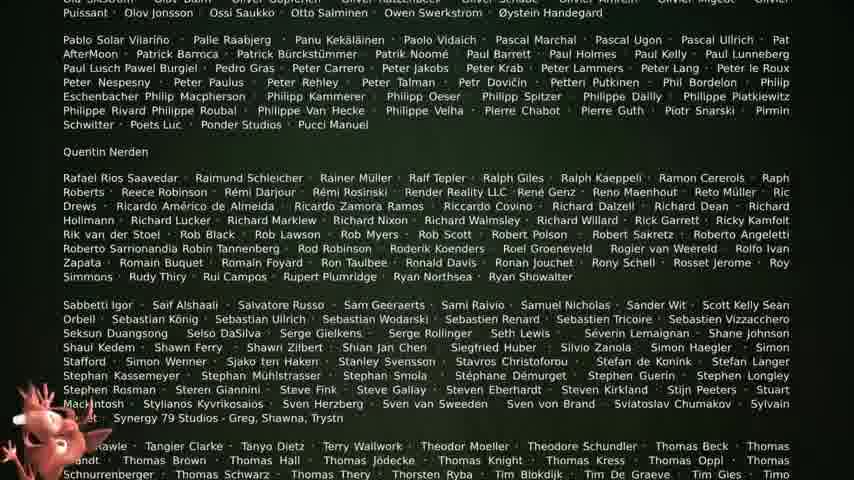 Puissant · Olov Jonsson · Ossi Saukko · Otto Salminen · Owen Swerkstrom · Øystein Handegard
Pablo Solar Vilariño · Palle Raabjerg · Panu Kekäläinen · Paolo Vidaich · Pascal Marchal · Pascal Ugon · Pascal Ullrich · Pat
AfterMoon · Patrick Barroca · Patrick Bürckstümmer · Patrik Noomé · Paul Barrett · Paul Holmes · Paul Kelly · Paul Lunneberg
Paul Lusch Pawel Burgiel · Pedro Gras · Peter Carrero · Peter Jakobs · Peter Krab · Peter Lammers · Peter Lang · Peter le Roux
Peter Nespesny · Peter Paulus · Peter Rehley · Peter Talman · Petr Dovičin · Petteri Putkinen · Phil Bordelon · Philip
Eschenbacher Philip Macpherson · Philipp Kammerer · Philipp Oeser · Philipp Spitzer · Philippe Dailly · Philippe Piatkiewitz
Philippe Rivard Philippe Roubal · Philippe Van Hecke · Philippe Velha · Pierre Chabot · Pierre Guth · Piotr Snarski · Pirmin
Schwitter · Poets Luc · Ponder Studios · Pucci Manuel
Quentin Nerden
Rafael Rios Saavedar · Raimund Schleicher · Rainer Müller · Ralf Tepler · Ralph Giles · Ralph Kaeppeli · Ramon Cererols · Raph
Roberts · Reece Robinson · Rémi Darjour · Rémi Rosinski · Render Reality LLC · René Genz · Reno Maenhout · Reto Müller · Ric
Drews · Ricardo Américo de Almeida · Ricardo Zamora Ramos · Riccardo Covino · Richard Dalzell · Richard Dean · Richard
Hollmann · Richard Lucker · Richard Marklew · Richard Nixon · Richard Walmsley · Richard Willard · Rick Garrett · Ricky Kamfolt
Rik van der Stoel · Rob Black · Rob Lawson · Rob Myers · Rob Scott · Robert Polson · Robert Sakretz · Roberto Angeletti
Roberto Sarrionandia Robin Tannenberg · Rod Robinson · Roderik Koenders · Roel Groeneveld · Rogier van Weereld · Rolfo Ivan
Zapata · Romain Buquet · Romain Foyard · Ron Taulbee · Ronald Davis · Ronan Jouchet · Rony Schell · Rosset Jerome · Roy
Simmons · Rudy Thiry · Rui Campos · Rupert Plumridge · Ryan Northsea · Ryan Showalter
Sabbetti Igor · Saif Alshaali · Salvatore Russo · Sam Geeraerts · Sami Raivio · Samuel Nicholas · Sander Wit · Scott Kelly Sean
Orbell · Sebastian König · Sebastian Ullrich · Sebastian Wodarski · Sebastien Renard · Sebastien Tricoire · Sebastien Vizzacchero
Seksun Duangsong · Selso DaSilva · Serge Gielkens · Serge Rollinger · Seth Lewis · Séverin Lemaignan · Shane Johnson
Shaul Kedem · Shawn Ferry · Shawn Zilbert · Shian Jan Chen · Siegfried Huber · Silvio Zanola · Simon Haegler · Simon
Stafford · Simon Wenner · Sjako ten Haken · Stanley Svensson · Stavros Christoforou · Stefan de Konink · Stefan Langer
Stephan Kassemeyer · Stephan Mühlstrasser · Stephan Smola · Stéphane Démurget · Stephen Guerin · Stephen Longley
Stephen Rosman · Steren Giannini · Steve Fink · Steve Gallay · Steven Eberhardt · Steven Kirkland · Stijn Peeters · Stuart
MacKintosh · Stylianos Kyvrikosaios · Sven Herzberg · Sven van Sweeden · Sven von Brand · Sviatoslav Chumakov · Sylvain
· Synergy 79 Studios - Greg, Shawna, Trystn
Rawle · Tangier Clarke · Tanyo Dietz · Terry Wallwork · Theodor Moeller · Theodore Schundler · Thomas Beck · Thomas
Thomas Brown · Thomas Hall · Thomas Jödecke · Thomas Knight · Thomas Kress · Thomas Oppl · Thomas
Schnurrenberger · Thomas Schwarz · Thomas Thery · Thorsten Ryba · Tim Blokdijk · Tim De Graeve · Tim Gies · Timo